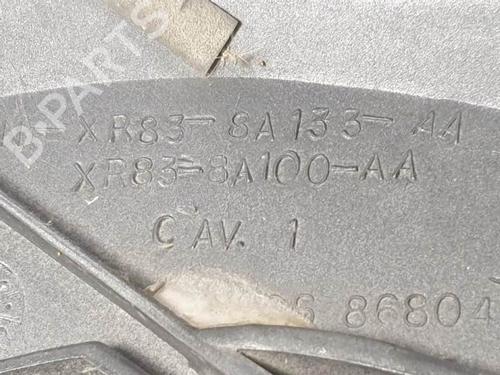 B-PARTS
XR83-8A133-AA
XR83-8A100-AA
CAV. 1
86804